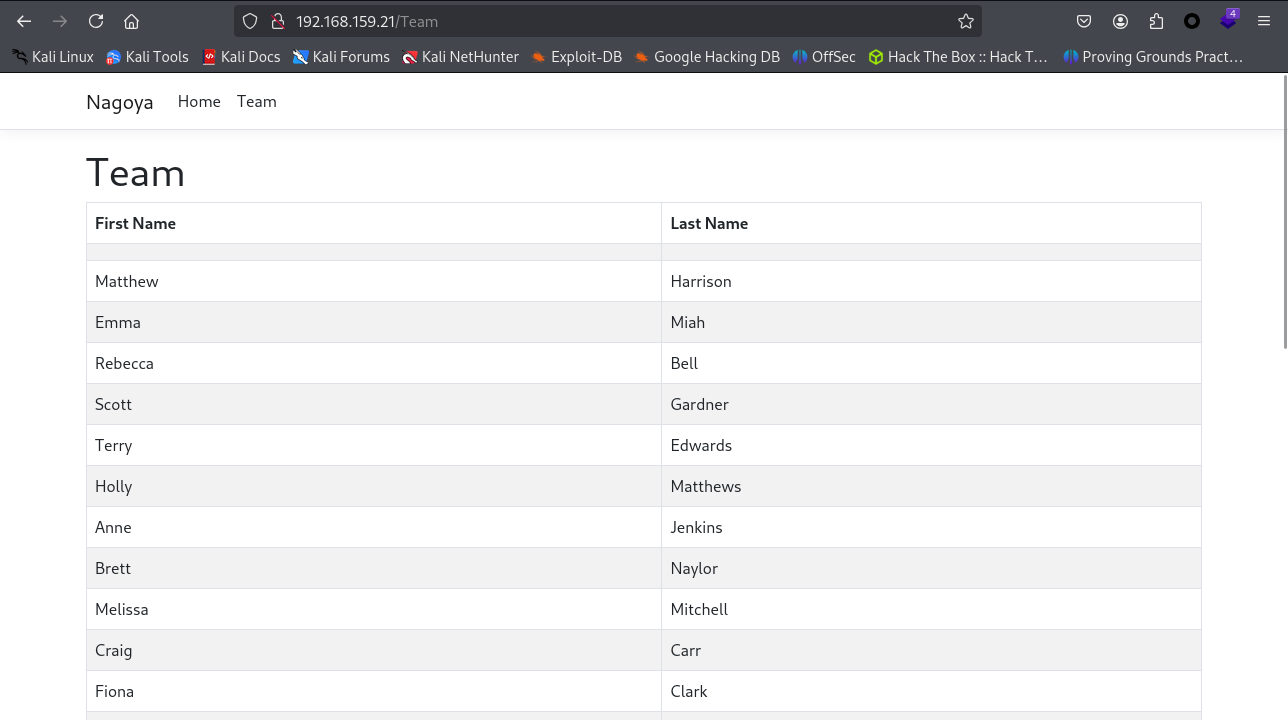 192.168.159.21/Team
4
Kali Linux Kali Tools Kali Docs Kali Forums Kali NetHunter Exploit-DB Google Hacking DB OffSec Hack The Box :: Hack T… Proving Grounds Pract…
Nagoya Home Team
Team
First Name Last Name
Matthew Harrison
Emma Miah
Rebecca Bell
Scott Gardner
Terry Edwards
Holly Matthews
Anne Jenkins
Brett Naylor
Melissa Mitchell
Craig Carr
Fiona Clark